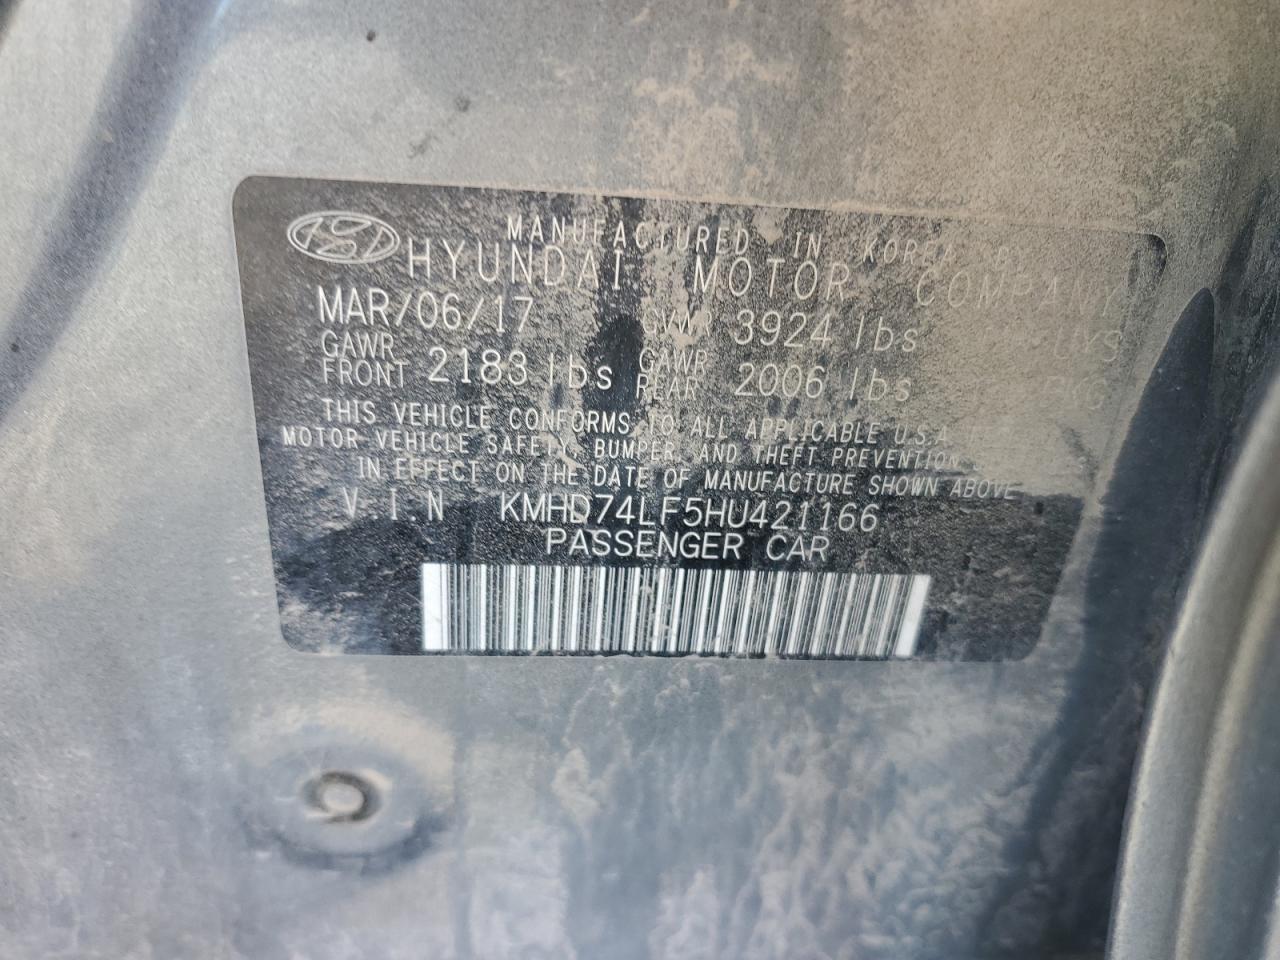 MANUFACTURED IN KOREA BY
HYUNDAI MOTOR COMPANY
MAR/06/17 GVWR 3924 lbs
GAWR FRONT 2183 lbs GAWR REAR 2006 lbs
THIS VEHICLE CONFORMS TO ALL APPLICABLE U.S.A.
MOTOR VEHICLE SAFETY, BUMPER, AND THEFT PREVENTION
IN EFFECT ON THE DATE OF MANUFACTURE SHOWN ABOVE
V.I.N KMHD74LF5HU421166
PASSENGER CAR